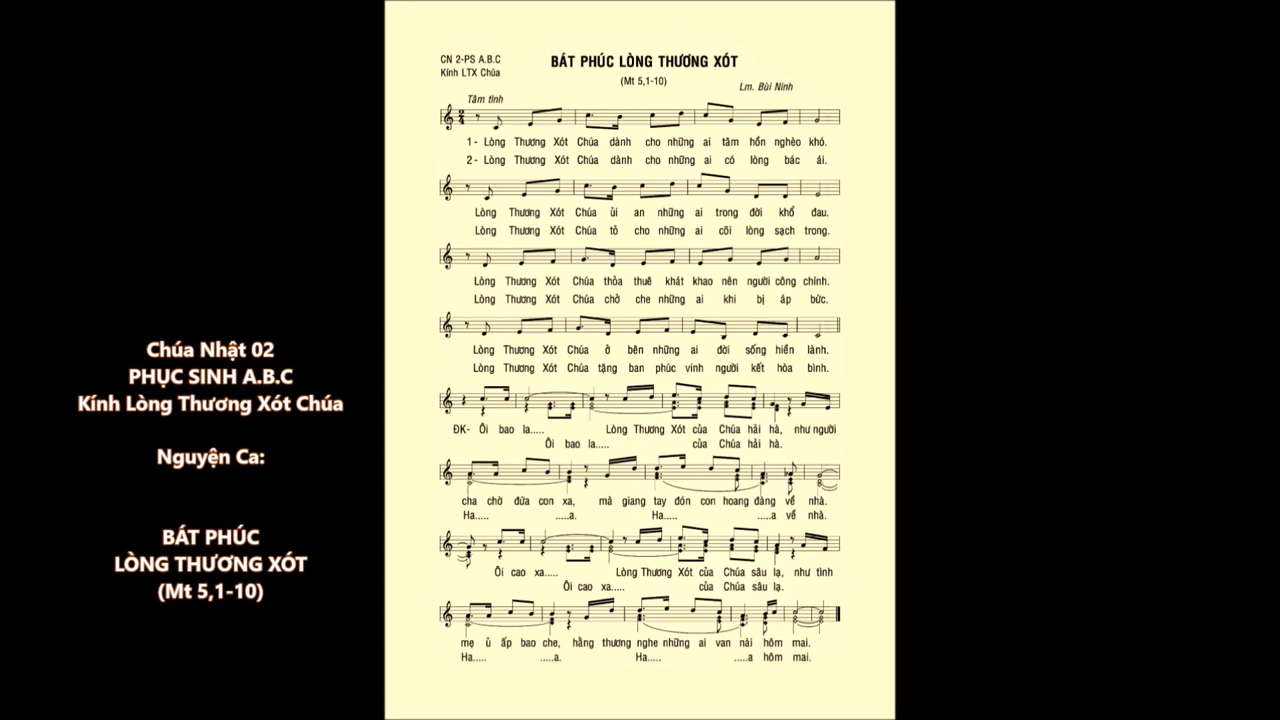 Chúa Nhật 02
PHỤC SINH A.B.C
Kính Lòng Thương Xót Chúa
Nguyện Ca:
BÁT PHÚC
LÒNG THƯƠNG XÓT
(Mt 5,1-10)
CN 2-PS A.B.C
Kính LTX Chúa
BÁT PHÚC LÒNG THƯƠNG XÓT
(Mt 5,1-10)
Lm. Bùi Ninh
Tâm tình
1- Lòng Thương Xót Chúa dành cho những ai tâm hồn nghèo khó.
2- Lòng Thương Xót Chúa dành cho những ai có lòng bác ái.
Lòng Thương Xót Chúa ủi an những ai trong đời khổ đau.
Lòng Thương Xót Chúa tỏ cho những ai cõi lòng sạch trong.
Lòng Thương Xót Chúa thỏa thuê khát khao nên người công chính.
Lòng Thương Xót Chúa chở che những ai khi bị áp bức.
Lòng Thương Xót Chúa ở bên những ai đời sống hiền lành.
Lòng Thương Xót Chúa tặng ban phúc vinh người kết hòa bình.
ĐK- Ôi bao la..... Lòng Thương Xót của Chúa hải hà, như người
Ôi bao la..... của Chúa hải hà.
cha chờ đứa con xa, mà giang tay đón con hoang đàng về nhà.
Ha..... .....a. Ha..... .....a về nhà.
Ôi cao xa..... Lòng Thương Xót của Chúa sâu lạ, như tình
Ôi cao xa..... của Chúa sâu lạ.
mẹ ủ ấp bao che, hằng thương nghe những ai van nài hôm mai.
Ha..... .....a. Ha..... .....a hôm mai.